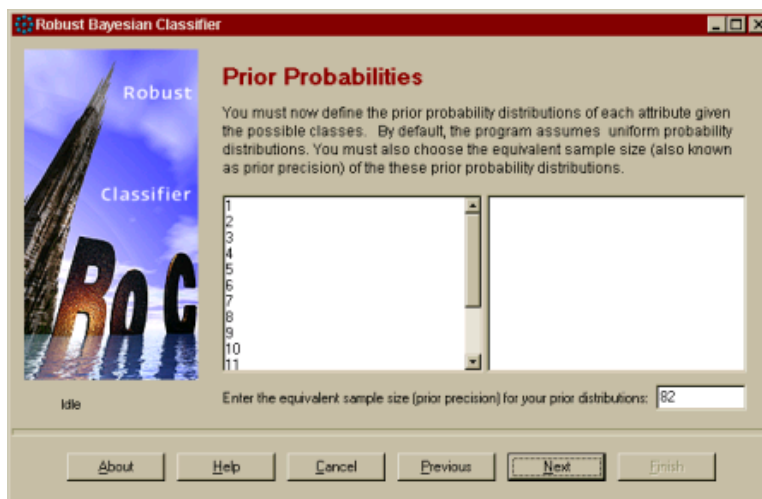 Robust Bayesian Classifier
Robust
Classifier
Roc
Idle
Prior Probabilities
You must now define the prior probability distributions of each attribute given
the possible classes. By default, the program assumes uniform probability
distributions. You must also choose the equivalent sample size (also known
as prior precision) of the these prior probability distributions.
1
2
3
4
5
6
7
8
9
10
11
Enter the equivalent sample size (prior precision) for your prior distributions: 82
About Help Cancel Previous Next Finish